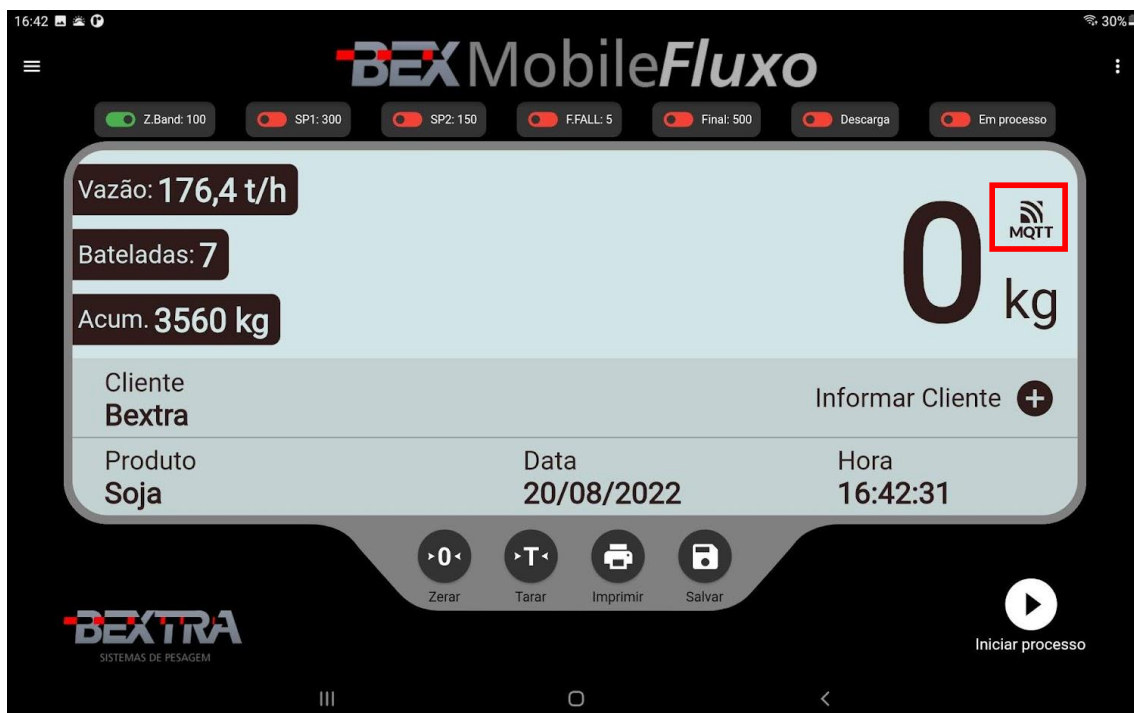 16:42
30%
BEX Mobile Fluxo
Z.Band: 100
SP1: 300
SP2: 150
F.FALL: 5
Final: 500
Descarga
Em processo
Vazão: 176,4 t/h
Bateladas: 7
Acum. 3560 kg
0 kg
MQTT
Cliente
Bextra
Informar Cliente
Produto
Soja
Data
20/08/2022
Hora
16:42:31
0
T
Zerar
Tarar
Imprimir
Salvar
BEXTRA
SISTEMAS DE PESAGEM
Iniciar processo